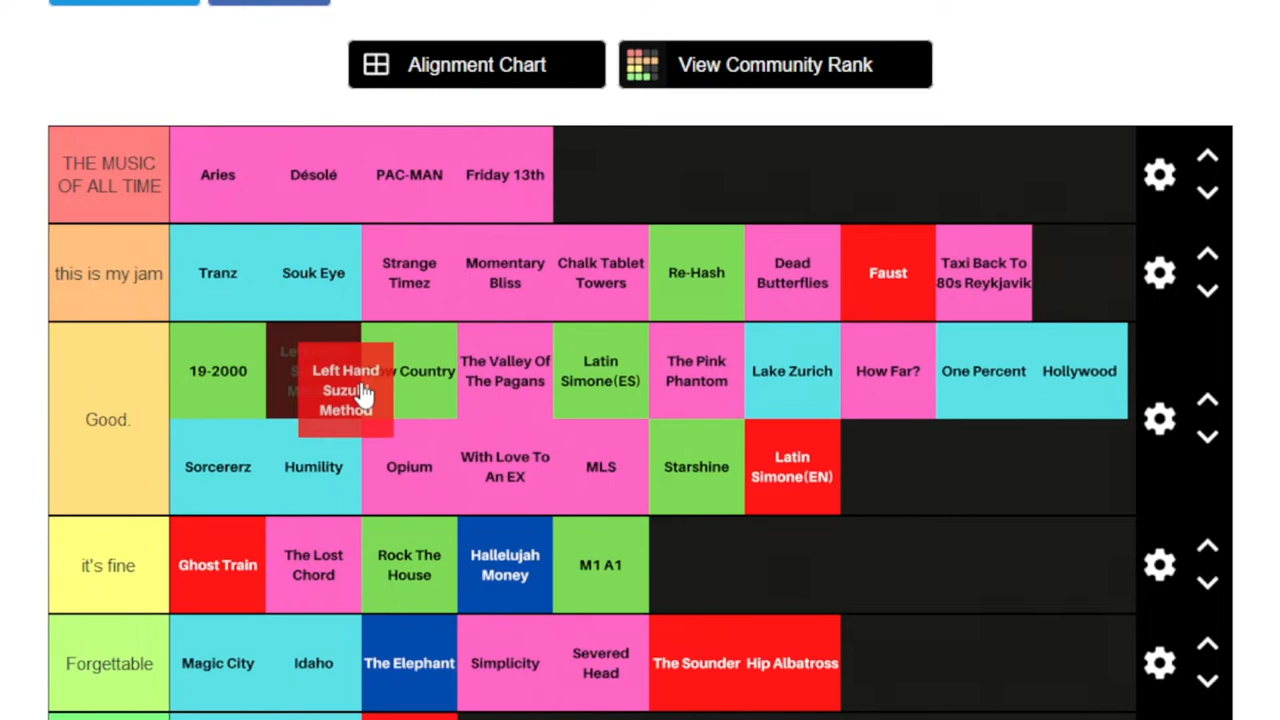 Alignment Chart
View Community Rank
THE MUSIC
OF ALL TIME
Aries
Désolé
PAC-MAN
Friday 13th
this is my jam
Tranz
Souk Eye
Strange
Timez
Momentary
Bliss
Chalk Tablet
Towers
Re-Hash
Dead
Butterflies
Faust
Taxi Back To
80s Reykjavik
Good.
19-2000
Left Hand
Suzuki
Method
Country
The Valley Of
The Pagans
Latin
Simone(ES)
The Pink
Phantom
Lake Zurich
How Far?
One Percent
Hollywood
Sorcererz
Humility
Opium
With Love To
An EX
MLS
Starshine
Latin
Simone(EN)
it's fine
Ghost Train
The Lost
Chord
Rock The
House
Hallelujah
Money
M1 A1
Forgettable
Magic City
Idaho
The Elephant
Simplicity
Severed
Head
The Sounder
Hip Albatross